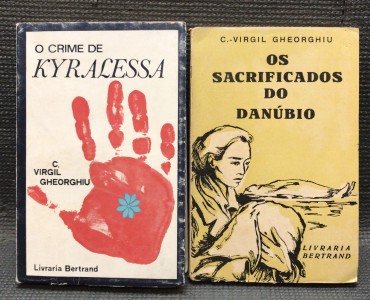 O CRIME DE
KYRALESSA
C.
VIRGIL
GHEORGHIU
Livraria Bertrand
C.-VIRGIL GHEORGHIU
OS
SACRIFICADOS
DO
DANÚBIO
LIVRARIA
BERTRAND